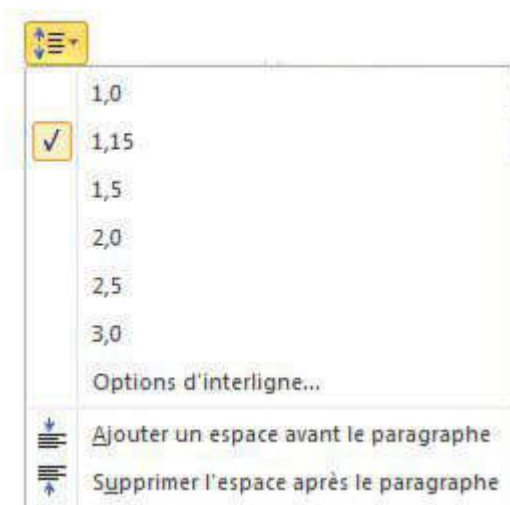 1,0
1,15
1,5
2,0
2,5
3,0
Options d'interligne...
Ajouter un espace avant le paragraphe
Supprimer l'espace après le paragraphe